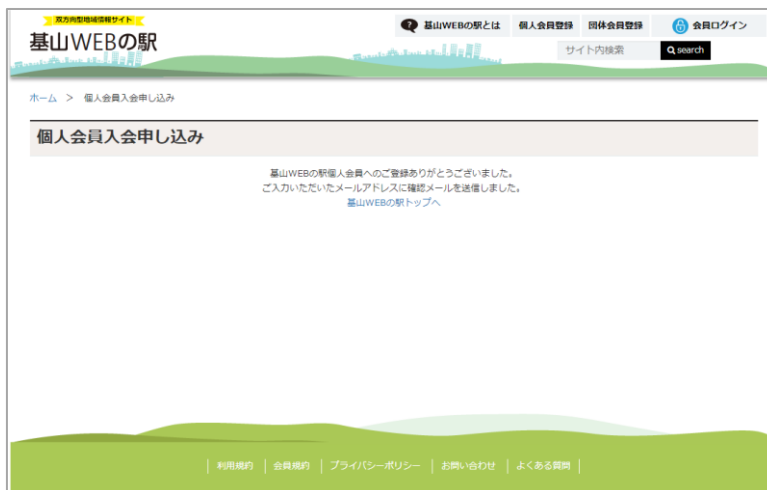 双方向型地域情報サイト
基山WEBの駅
? 基山WEBの駅とは 個人会員登録 団体会員登録 会員ログイン
サイト内検索 search
ホーム > 個人会員入会申し込み
個人会員入会申し込み
基山WEBの駅個人会員へのご登録ありがとうございました。
ご入力いただいたメールアドレスに確認メールを送信しました。
基山WEBの駅トップへ
| 利用規約 | 会員規約 | プライバシーポリシー | お問い合わせ | よくある質問 |